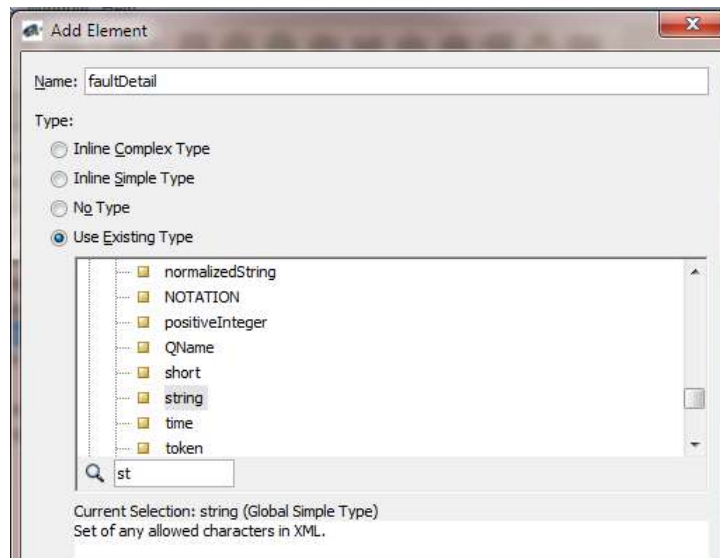 Add Element
Name: faultDetail
Type:
Inline Complex Type
Inline Simple Type
No Type
Use Existing Type
normalizedString
NOTATION
positiveInteger
QName
short
string
time
token
st
Current Selection: string (Global Simple Type)
Set of any allowed characters in XML.